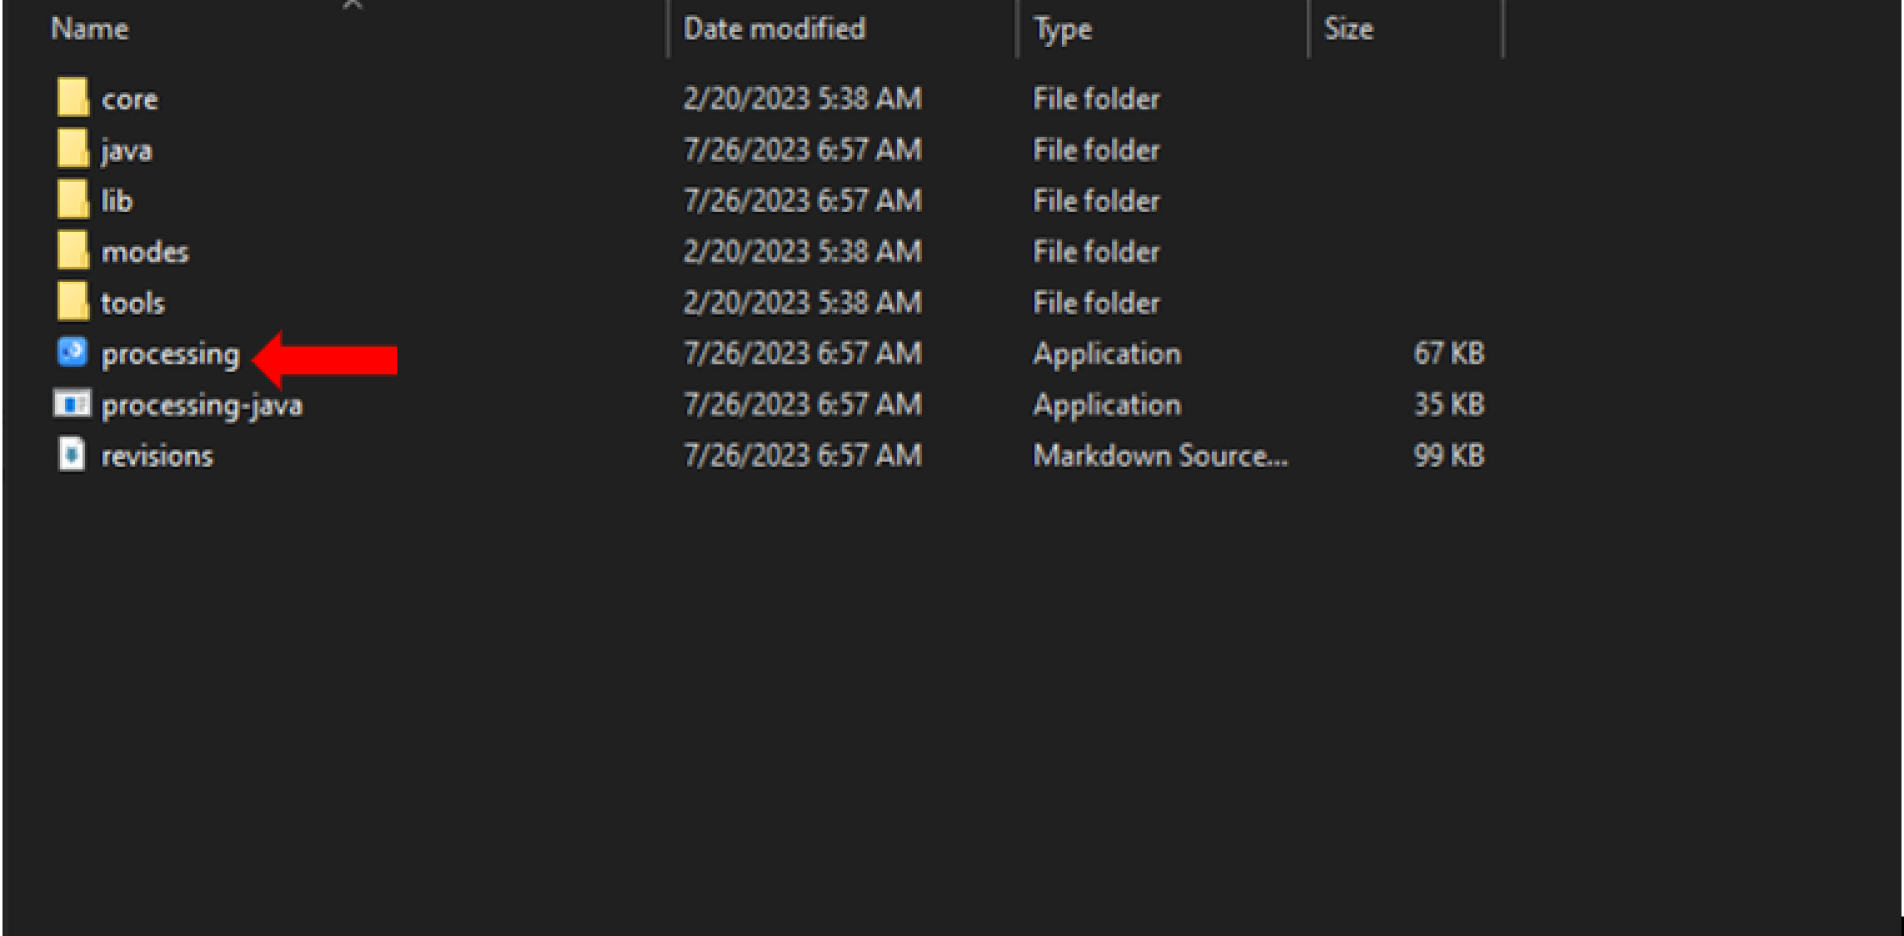 Name Date modified Type Size
core 2/20/2023 5:38 AM File folder
java 7/26/2023 6:57 AM File folder
lib 7/26/2023 6:57 AM File folder
modes 2/20/2023 5:38 AM File folder
tools 2/20/2023 5:38 AM File folder
processing 7/26/2023 6:57 AM Application 67 KB
processing-java 7/26/2023 6:57 AM Application 35 KB
revisions 7/26/2023 6:57 AM Markdown Source... 99 KB